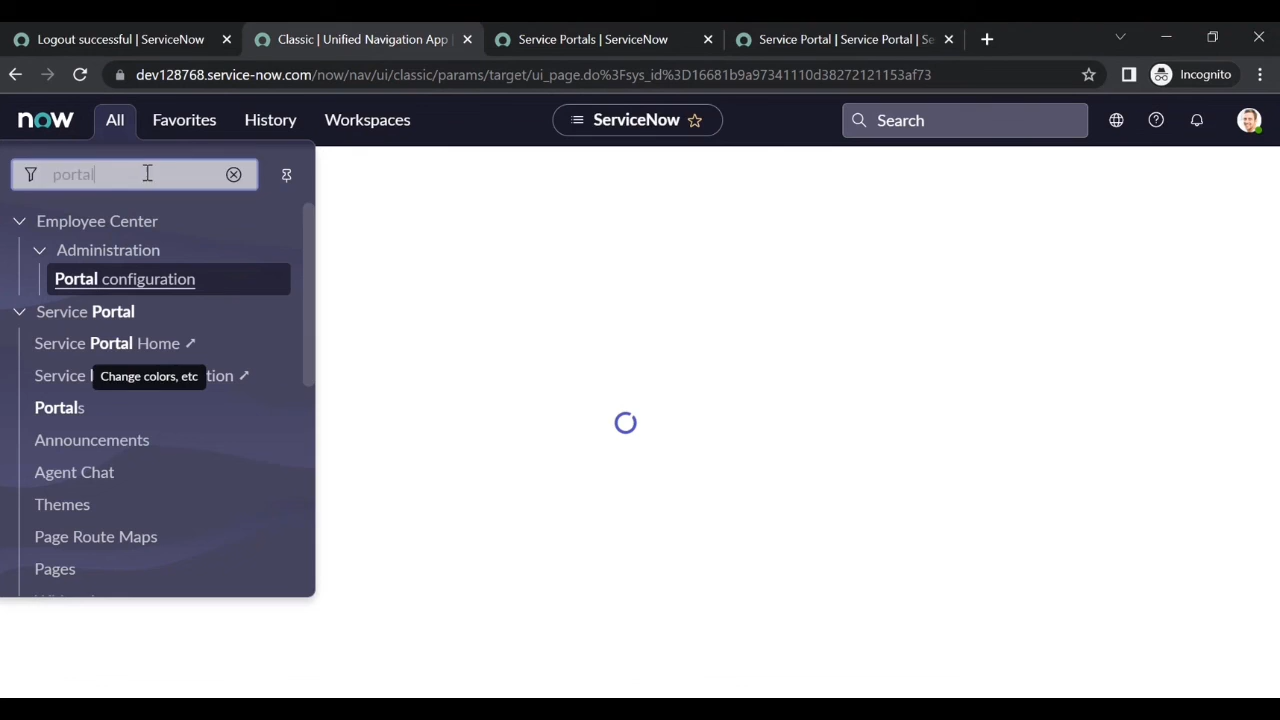 Logout successful | ServiceNow
Classic | Unified Navigation App |
Service Portals | ServiceNow
Service Portal | Service Portal | Se
dev128768.service-now.com/now/nav/ui/classic/params/target/ui_page.do%3Fsys_id%3D16681b9a97341110d38272121153af73
Incognito
now
All
Favorites
History
Workspaces
ServiceNow
Search
portal
Employee Center
Administration
Portal configuration
Service Portal
Service Portal Home
Service
tion
Change colors, etc
Portals
Announcements
Agent Chat
Themes
Page Route Maps
Pages